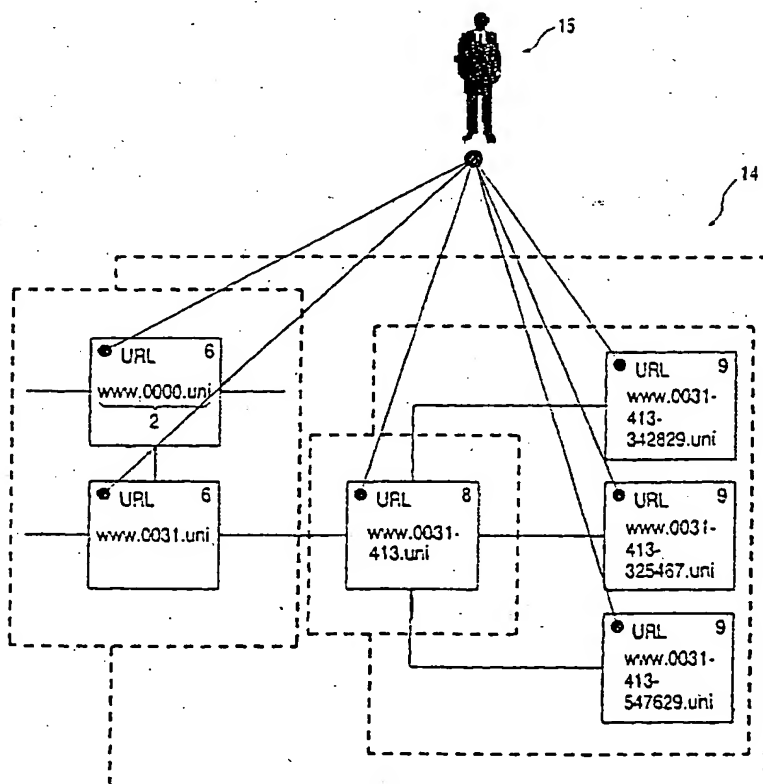 15
14
URL 6
www.0000.uni
2
URL 6
www.0031.uni
URL 8
www.0031-
413.uni
URL 9
www.0031-
413-
342829.uni
URL 9
www.0031-
413-
325467.uni
URL 9
www.0031-
413-
547629.uni